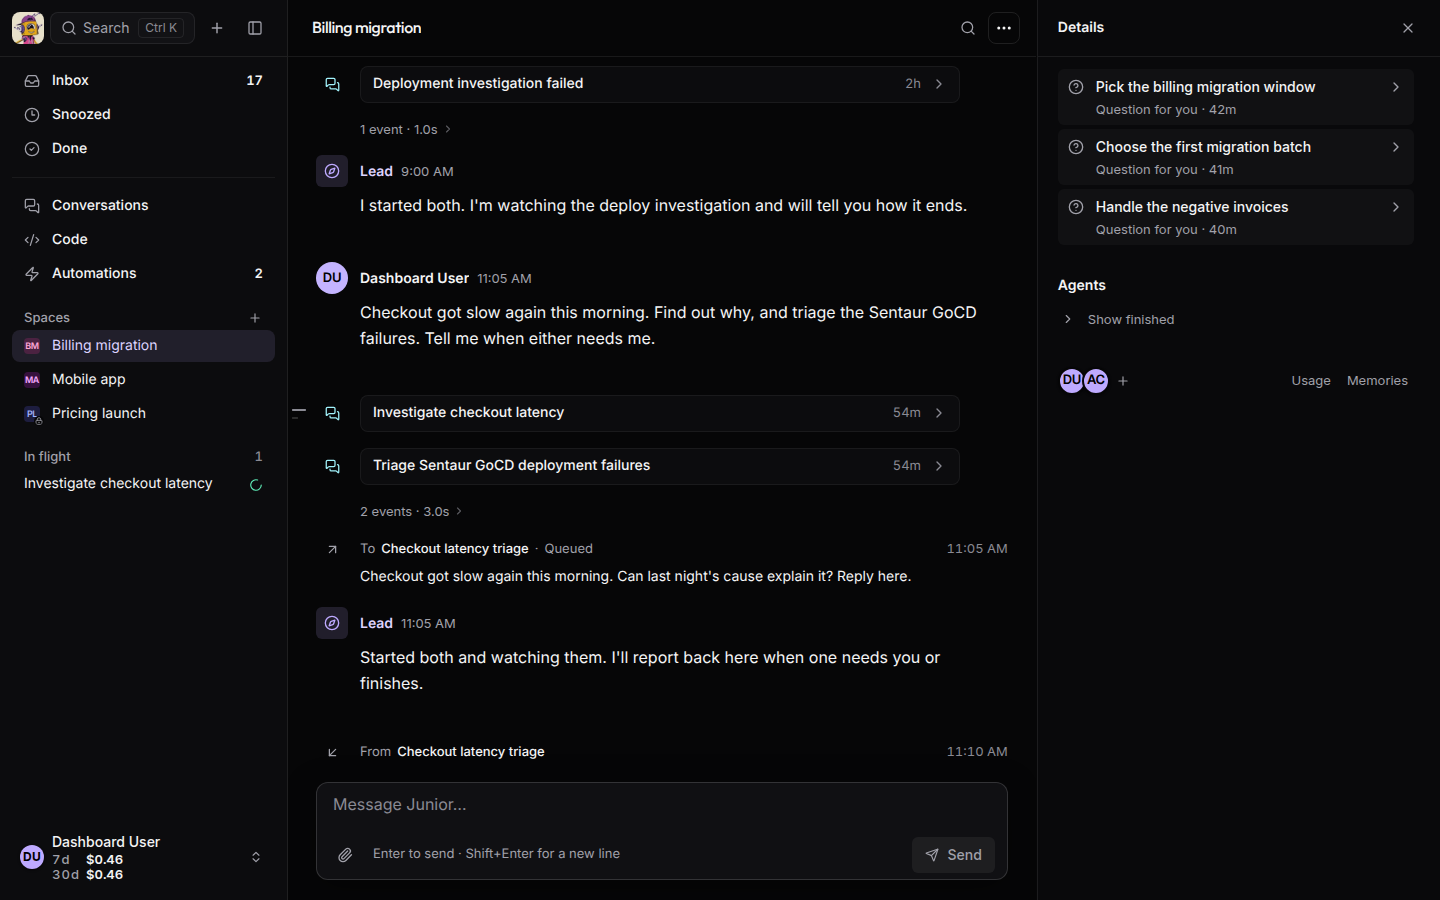 Search Ctrl K
Inbox 17
Snoozed
Done
Conversations
Code
Automations 2
Spaces
BM Billing migration
MA Mobile app
PL Pricing launch
In flight 1
Investigate checkout latency
DU Dashboard User
7d $0.46
30d $0.46
Billing migration
Deployment investigation failed 2h
1 event · 1.0s
Lead 9:00 AM
I started both. I'm watching the deploy investigation and will tell you how it ends.
DU Dashboard User 11:05 AM
Checkout got slow again this morning. Find out why, and triage the Sentaur GoCD
failures. Tell me when either needs me.
Investigate checkout latency 54m
Triage Sentaur GoCD deployment failures 54m
2 events · 3.0s
To Checkout latency triage · Queued 11:05 AM
Checkout got slow again this morning. Can last night's cause explain it? Reply here.
Lead 11:05 AM
Started both and watching them. I'll report back here when one needs you or
finishes.
From Checkout latency triage 11:10 AM
Message Junior...
Enter to send · Shift+Enter for a new line
Send
Details
Pick the billing migration window
Question for you · 42m
Choose the first migration batch
Question for you · 41m
Handle the negative invoices
Question for you · 40m
Agents
Show finished
DU AC Usage Memories